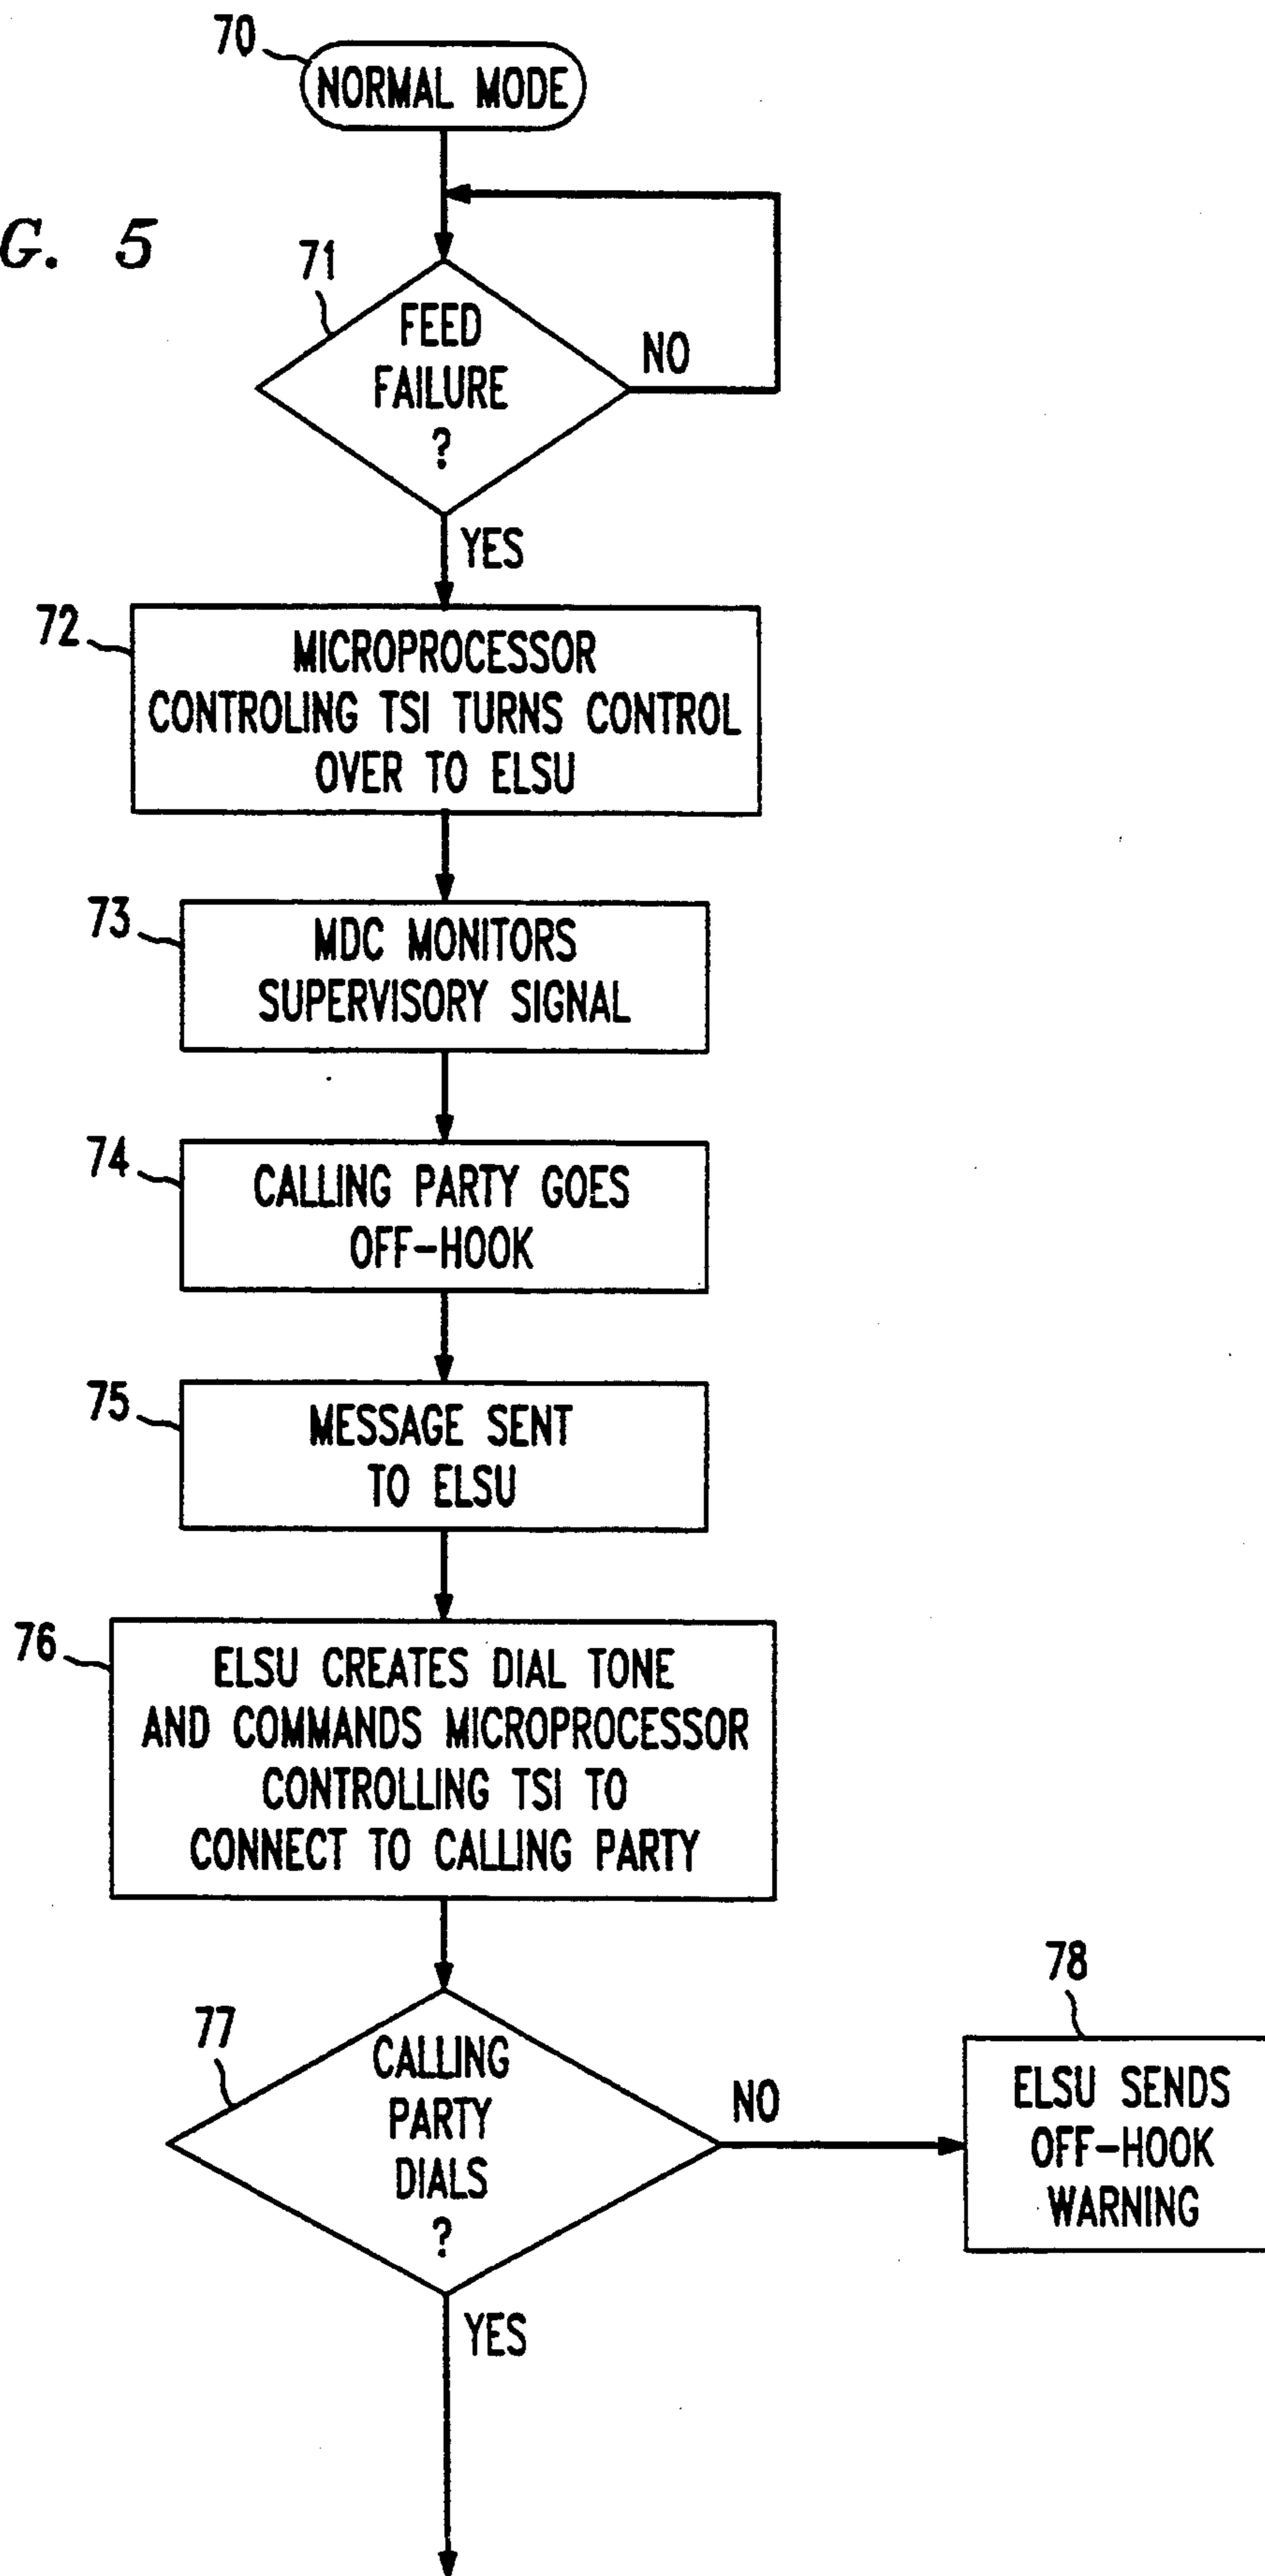 70
NORMAL MODE
G. 5
71
FEED
FAILURE
?
NO
YES
72
MICROPROCESSOR
CONTROLING TSI TURNS CONTROL
OVER TO ELSU
73
MDC MONITORS
SUPERVISORY SIGNAL
74
CALLING PARTY GOES
OFF-HOOK
75
MESSAGE SENT
TO ELSU
76
ELSU CREATES DIAL TONE
AND COMMANDS MICROPROCESSOR
CONTROLLING TSI TO
CONNECT TO CALLING PARTY
77
CALLING
PARTY
DIALS
?
NO
78
ELSU SENDS
OFF-HOOK
WARNING
YES